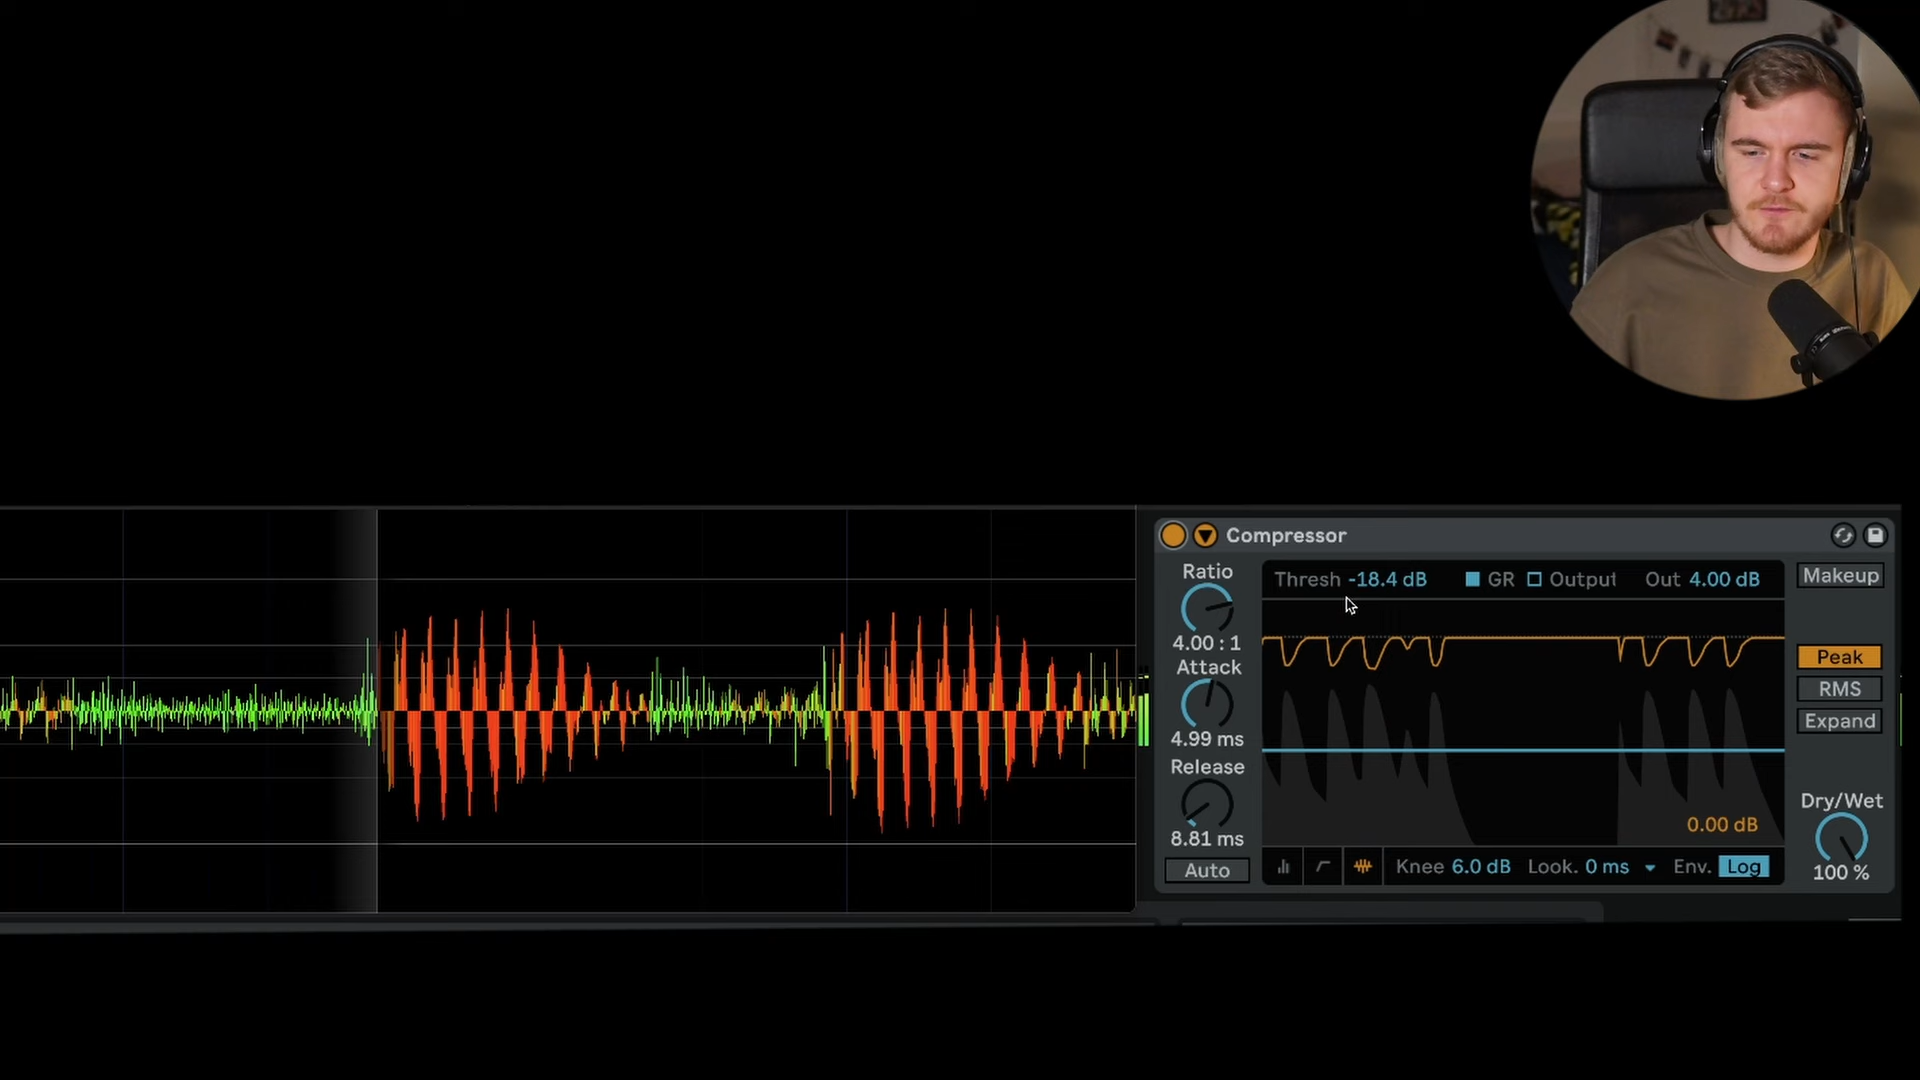 Compressor
Ratio
4.00 : 1
Attack
4.99 ms
Release
8.81 ms
Auto
Thresh -18.4 dB GR Output Out 4.00 dB
0.00 dB
Knee 6.0 dB Look. 0 ms Env. Log
Makeup
Peak
RMS
Expand
Dry/Wet
100 %